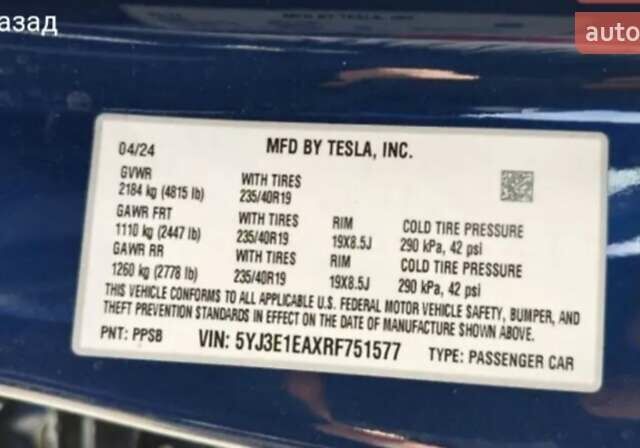 азад
auto
04/24
MFD BY TESLA, INC.
GVWR
2184 kg (4815 lb)
WITH TIRES
235/40R19
GAWR FRT
1110 kg (2447 lb)
WITH TIRES
235/40R19
RIM
19X8.5J
COLD TIRE PRESSURE
290 kPa, 42 psi
GAWR RR
1260 kg (2778 lb)
WITH TIRES
235/40R19
RIM
19X8.5J
COLD TIRE PRESSURE
290 kPa, 42 psi
THIS VEHICLE CONFORMS TO ALL APPLICABLE U.S. FEDERAL MOTOR VEHICLE SAFETY, BUMPER, AND
THEFT PREVENTION STANDARDS IN EFFECT ON THE DATE OF MANUFACTURE SHOWN ABOVE.
PNT: PPSB
VIN: 5YJ3E1EAXRF751577
TYPE: PASSENGER CAR